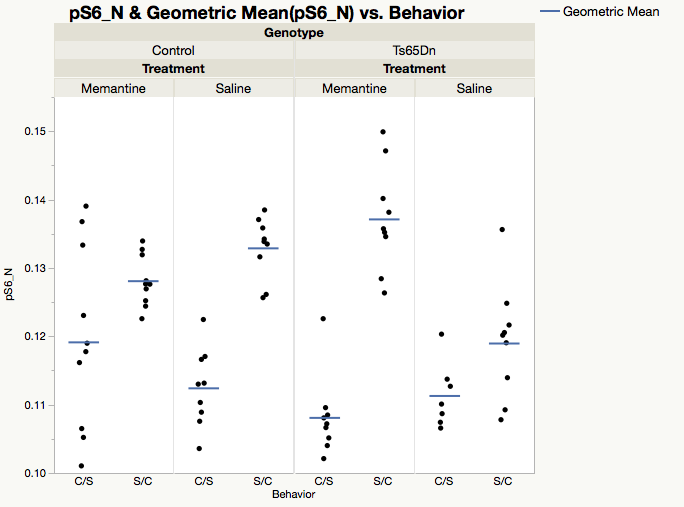 pS6_N & Geometric Mean(pS6_N) vs. Behavior
Geometric Mean
Genotype
Control Ts65Dn
Treatment Treatment
Memantine Saline Memantine Saline
0.15
0.14
0.13
0.12
0.11
0.10
pS6_N
C/S S/C C/S S/C C/S S/C C/S S/C
Behavior